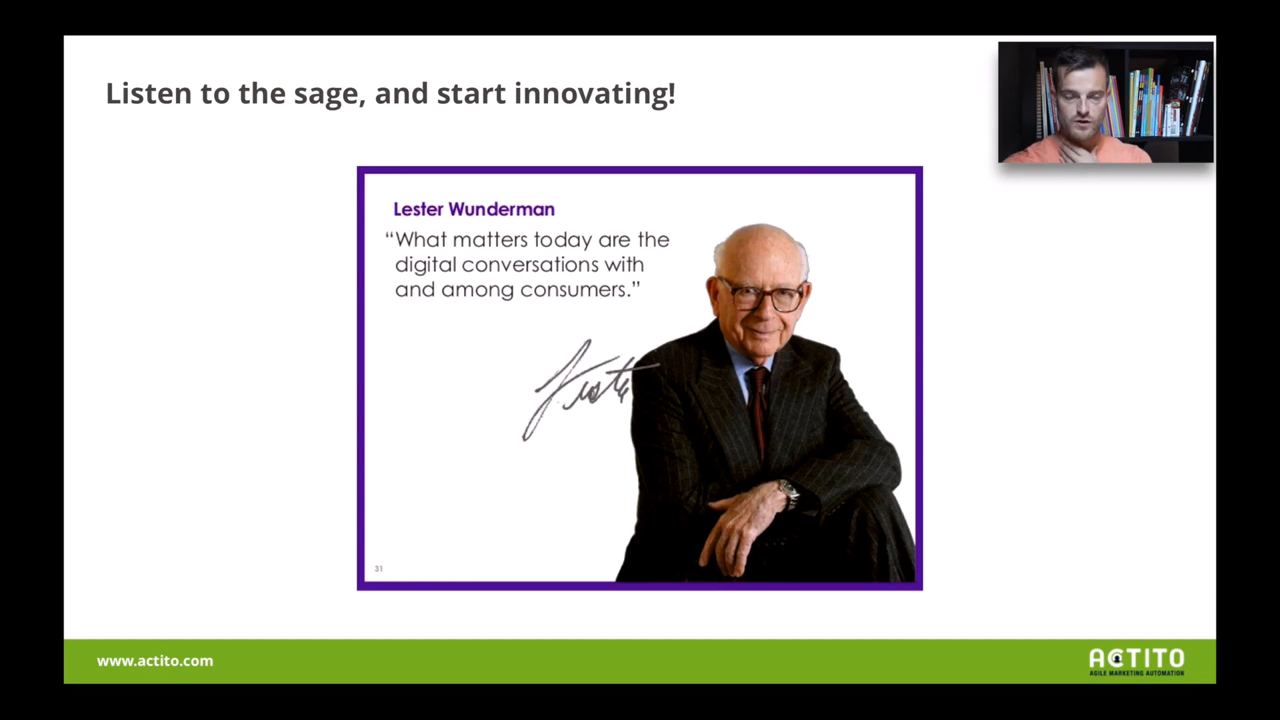 Listen to the sage, and start innovating!
Lester Wunderman
“What matters today are the
digital conversations with
and among consumers.”
Leste
31
www.actito.com
ACTITO
AGILE MARKETING AUTOMATION